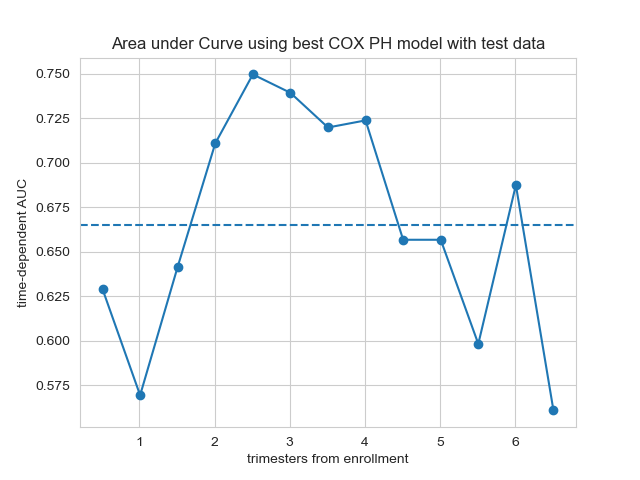 Area under Curve using best COX PH model with test data
0.750
0.725
0.700
0.675
0.650
0.625
0.600
0.575
time-dependent AUC
1 2 3 4 5 6
trimesters from enrollment